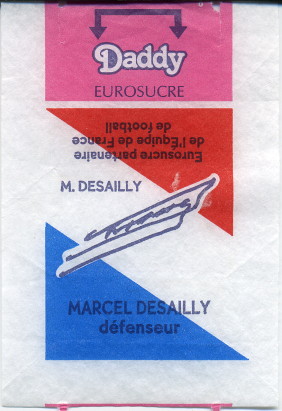 Daddy
EUROSUCRE
Eurosucre partenaire
de l'Equipe de France
de football
M. DESAILLY
MARCEL DESAILLY
défenseur